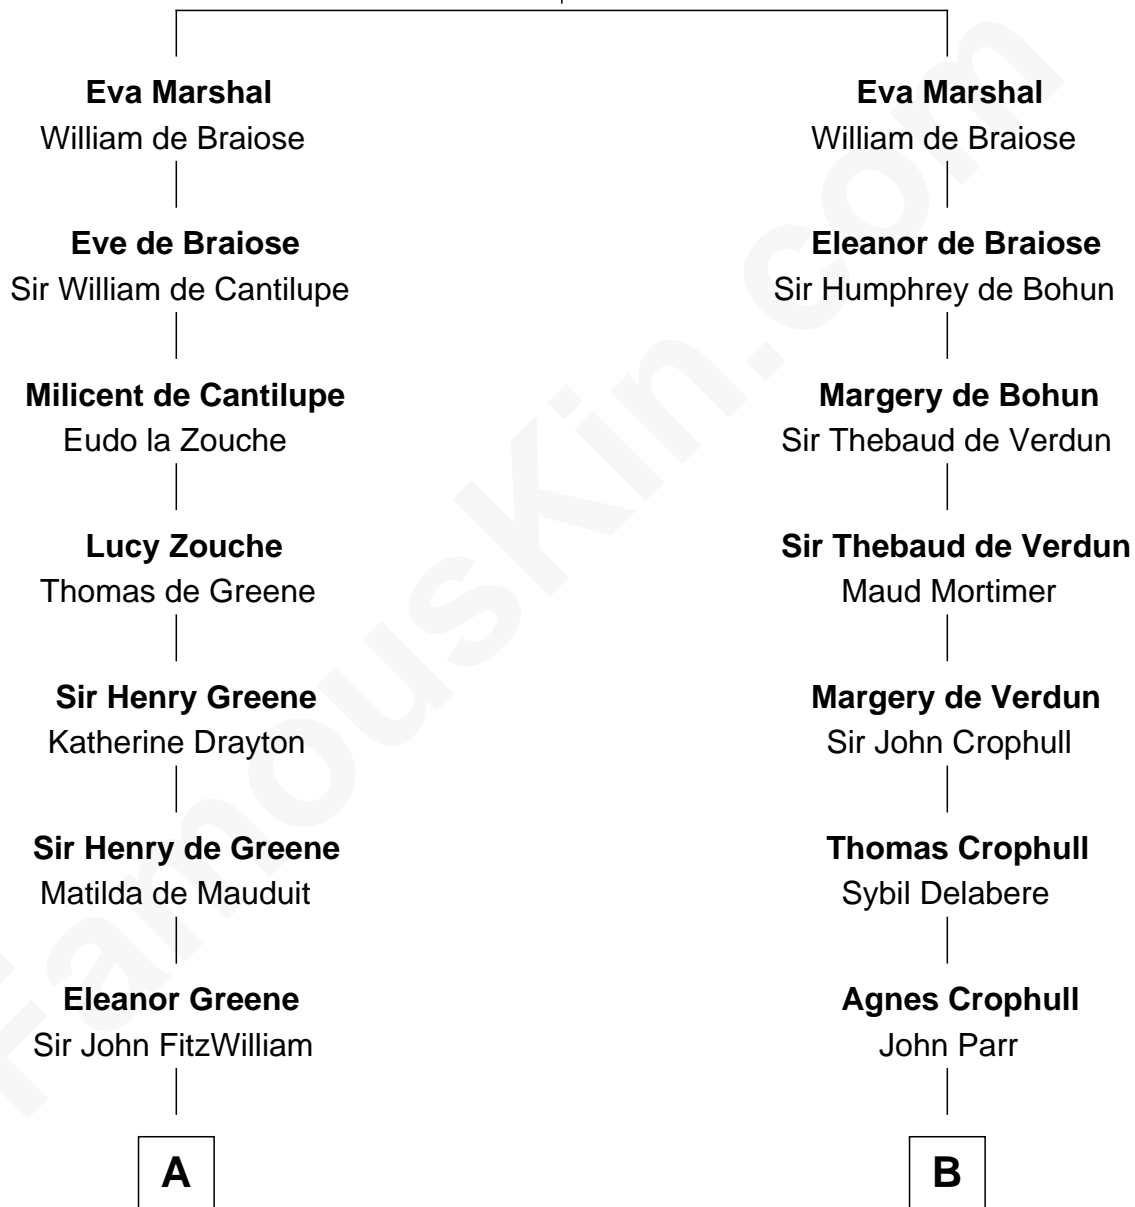 Eva Marshal
William de Braiose
Eve de Braiose
Sir William de Cantilupe
Milicent de Cantilupe
Eudo la Zouche
Lucy Zouche
Thomas de Greene
Sir Henry Greene
Katherine Drayton
Sir Henry de Greene
Matilda de Mauduit
Eleanor Greene
Sir John FitzWilliam
A
Eva Marshal
William de Braiose
Eleanor de Braiose
Sir Humphrey de Bohun
Margery de Bohun
Sir Thebaud de Verdun
Sir Thebaud de Verdun
Maud Mortimer
Margery de Verdun
Sir John Crophull
Thomas Crophull
Sybil Delabere
Agnes Crophull
John Parr
B
FamousKin.com